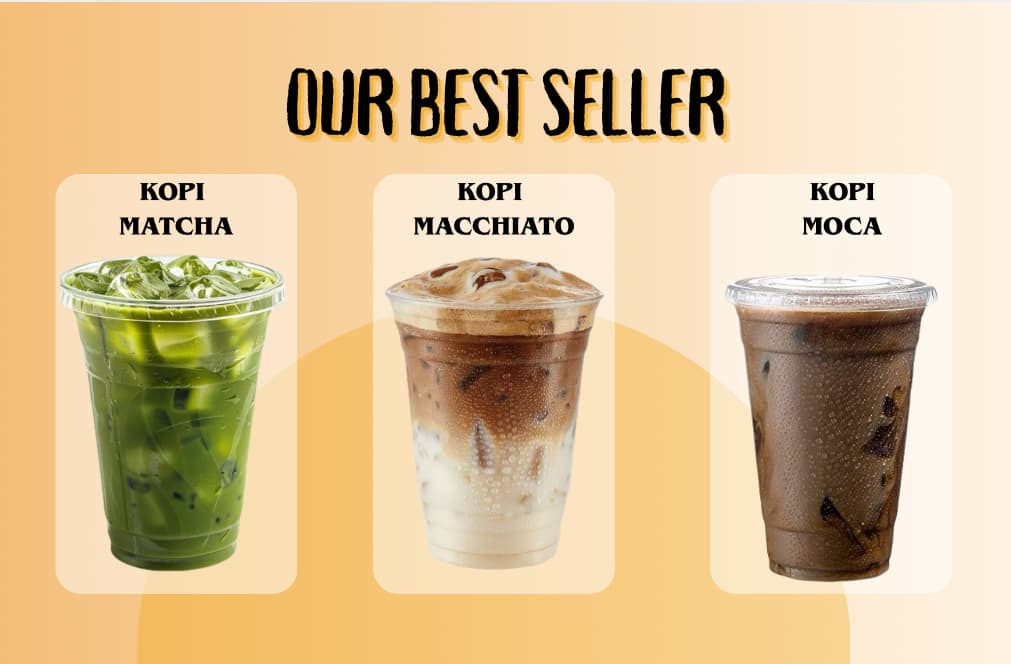 OUR BEST SELLER
KOPI
MATCHA
KOPI
MACCHIATO
KOPI
MOCA